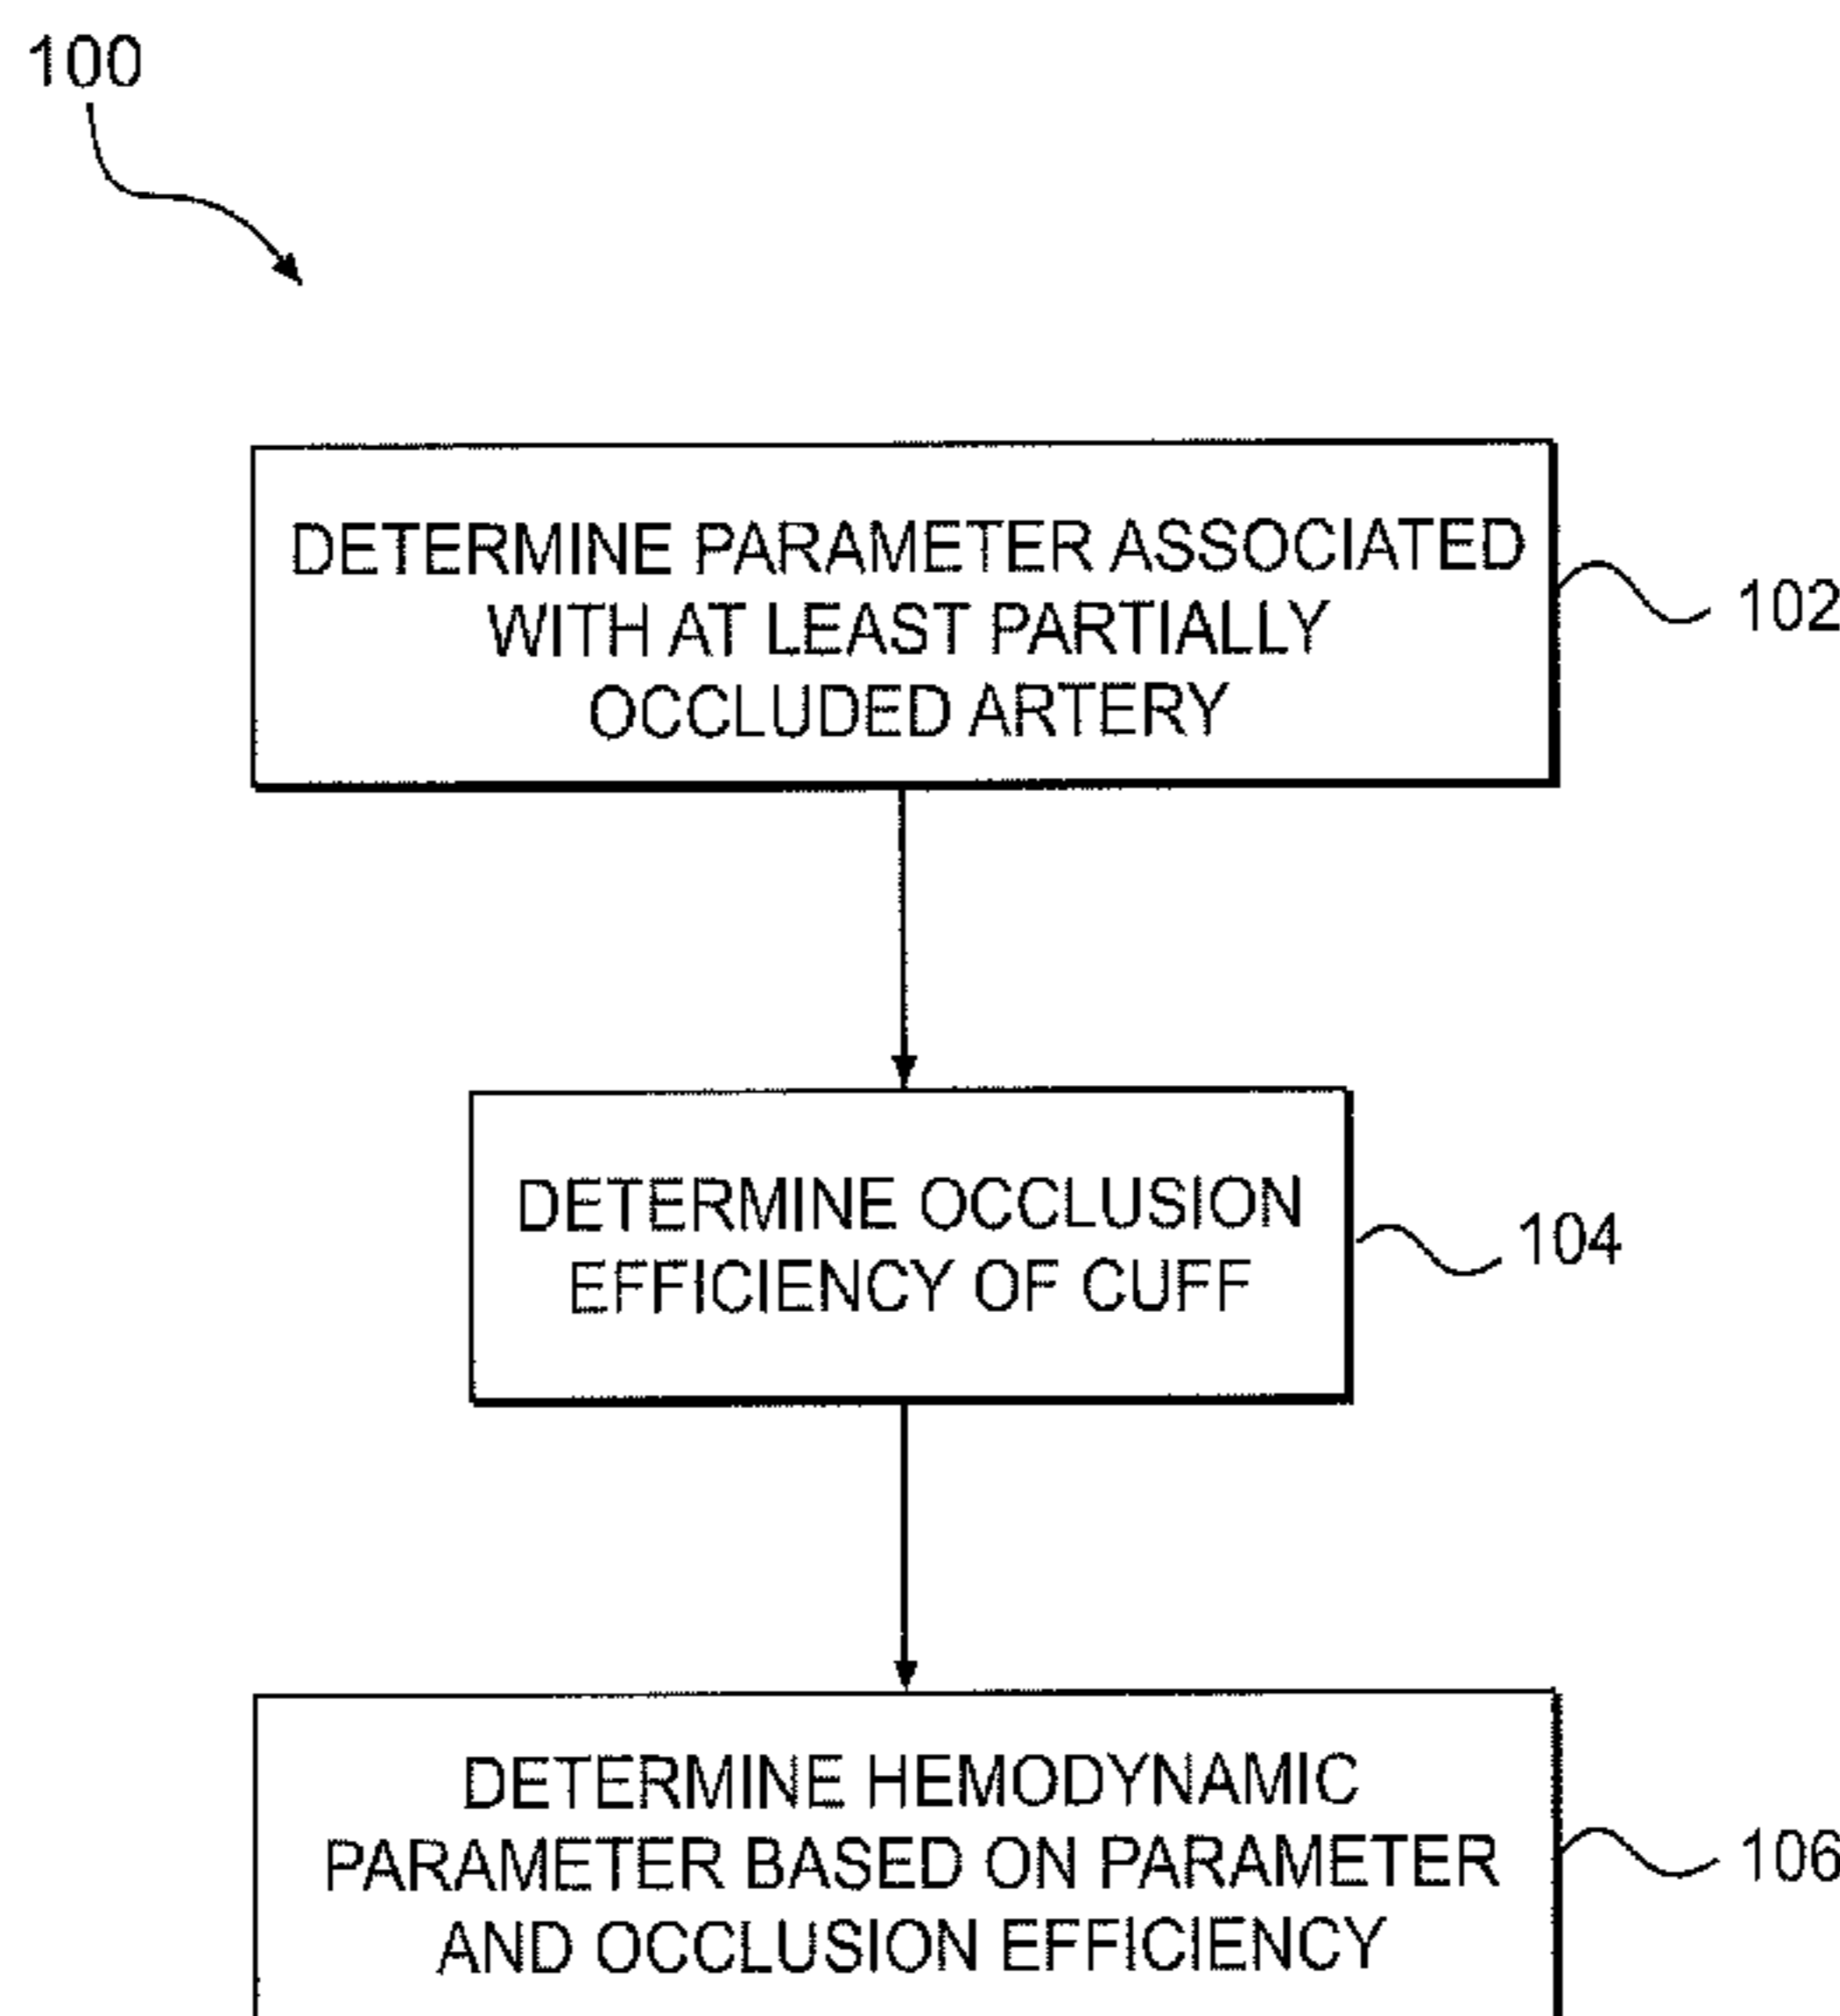 100
DETERMINE PARAMETER ASSOCIATED
WITH AT LEAST PARTIALLY
OCCLUDED ARTERY
102
DETERMINE OCCLUSION
EFFICIENCY OF CUFF
104
DETERMINE HEMODYNAMIC
PARAMETER BASED ON PARAMETER
AND OCCLUSION EFFICIENCY
106